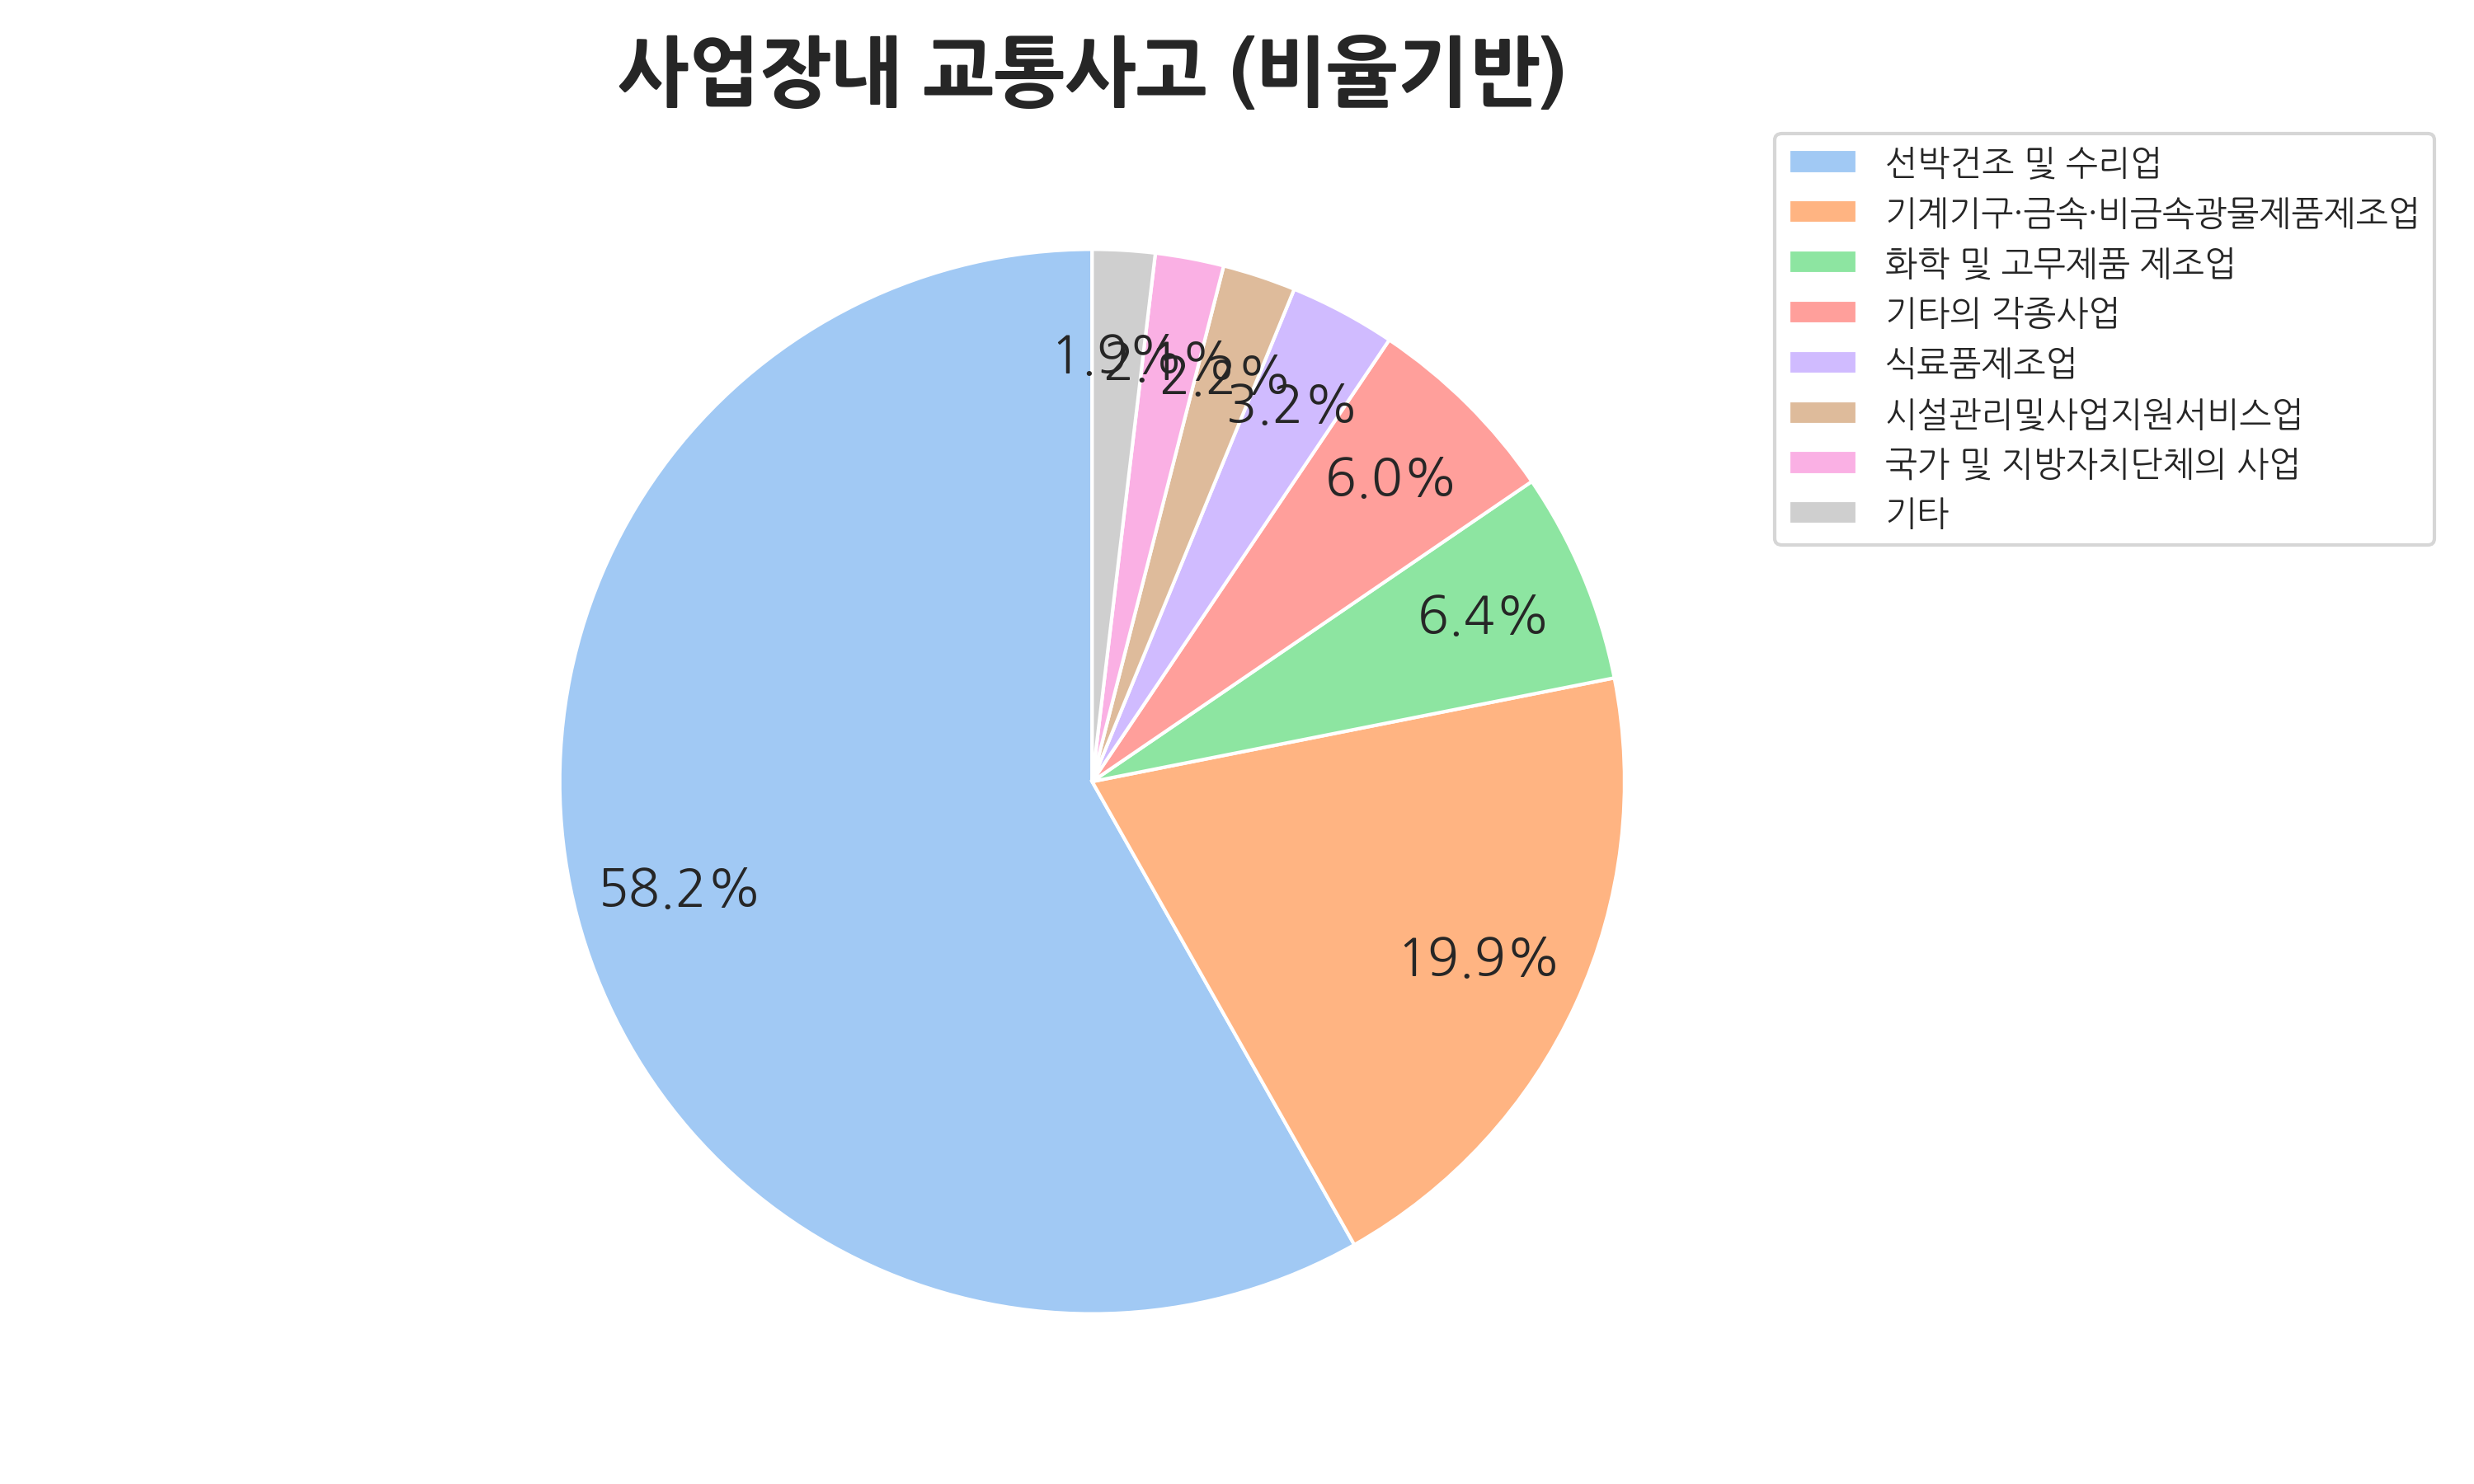 사업장내 교통사고 (비율기반)
선박건조 및 수리업
기계기구·금속·비금속광물제품제조업
화학 및 고무제품 제조업
기타의 각종사업
식료품제조업
시설관리및사업지원서비스업
국가 및 지방자치단체의 사업
기타
1.9%
2.1%
2.2%
3.2%
6.0%
6.4%
58.2%
19.9%